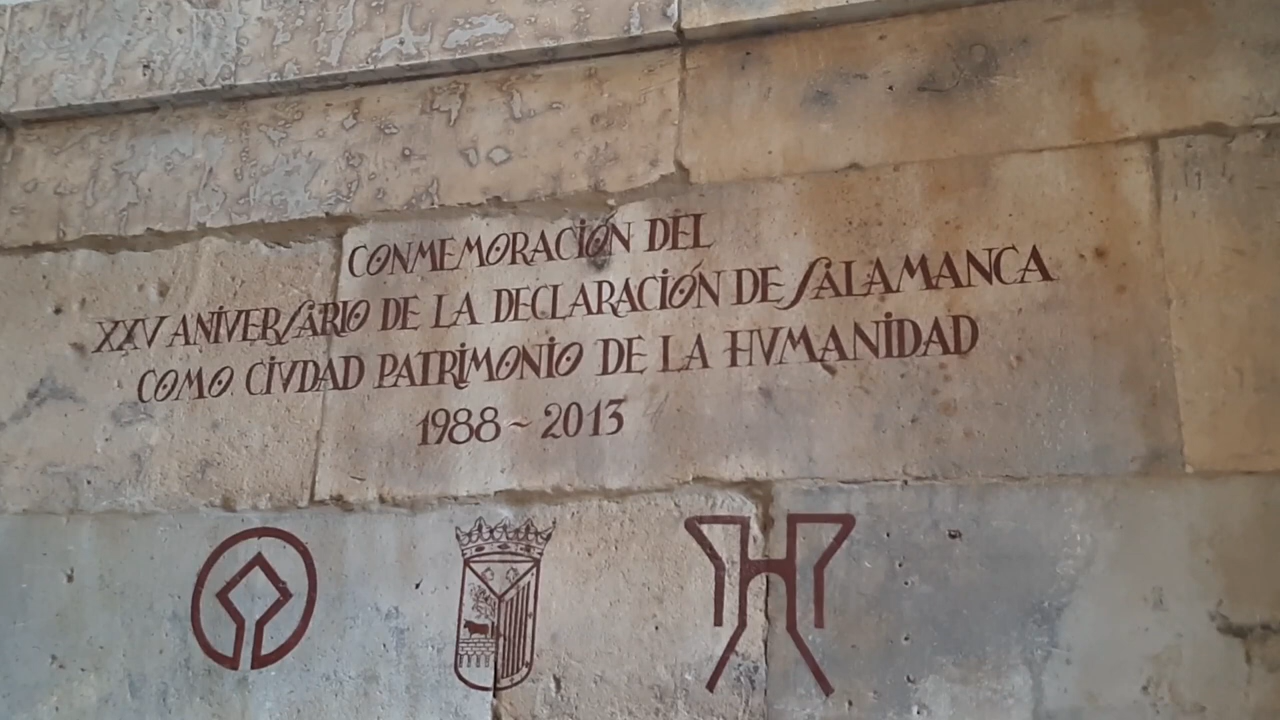 CONMEMORACIÓN DEL
XXV ANIVERSARIO DE LA DECLARACIÓN DE SALAMANCA
COMO CIVDAD PATRIMONIO DE LA HVMANIDAD
1988~2013